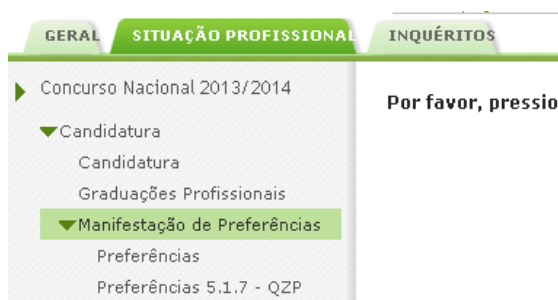 GERAL SITUAÇÃO PROFISSIONAL INQUÉRITOS
Concurso Nacional 2013/2014
Por favor, pressio
Candidatura
Candidatura
Graduações Profissionais
Manifestação de Preferências
Preferências
Preferências 5.1.7 - QZP